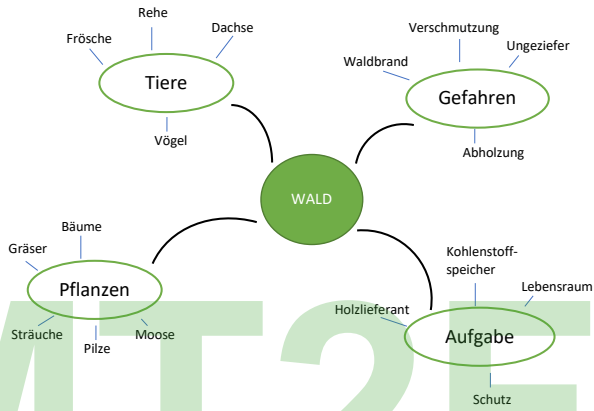 Rehe
Frösche
Dachse
Tiere
Vögel
Verschmutzung
Ungeziefer
Waldbrand
Gefahren
Abholzung
WALD
Bäume
Gräser
Pflanzen
Sträuche
Pilze
Moose
Kohlenstoff-
speicher
Lebensraum
Holzlieferant
Aufgabe
Schutz